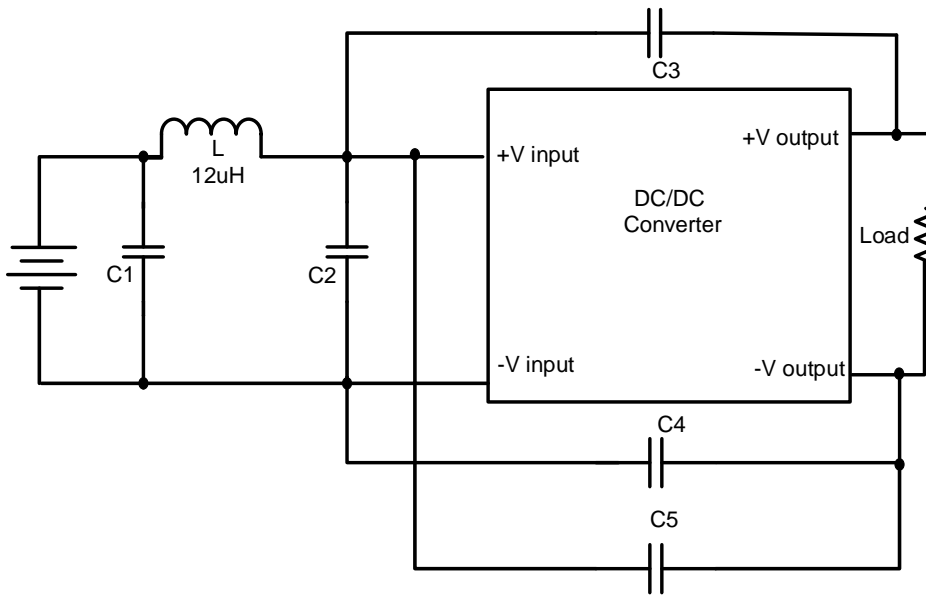 C3
L
12uH
+V input
+V output
DC/DC
Converter
Load
C1
C2
-V input
-V output
C4
C5